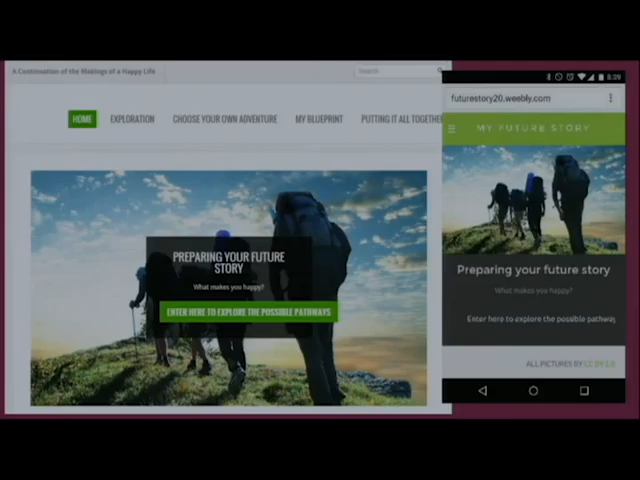 A Continuation of the Makings of a Happy Life
Search
HOME EXPLORATION CHOOSE YOUR OWN ADVENTURE MY BLUEPRINT PUTTING IT ALL TOGETHER
PREPARING YOUR FUTURE
STORY
What makes you happy?
ENTER HERE TO EXPLORE THE POSSIBLE PATHWAYS
5:29
futurestory20.weebly.com
MY FUTURE STORY
Preparing your future story
What makes you happy?
Enter here to explore the possible pathway
ALL PICTURES BY CC BY 2.0